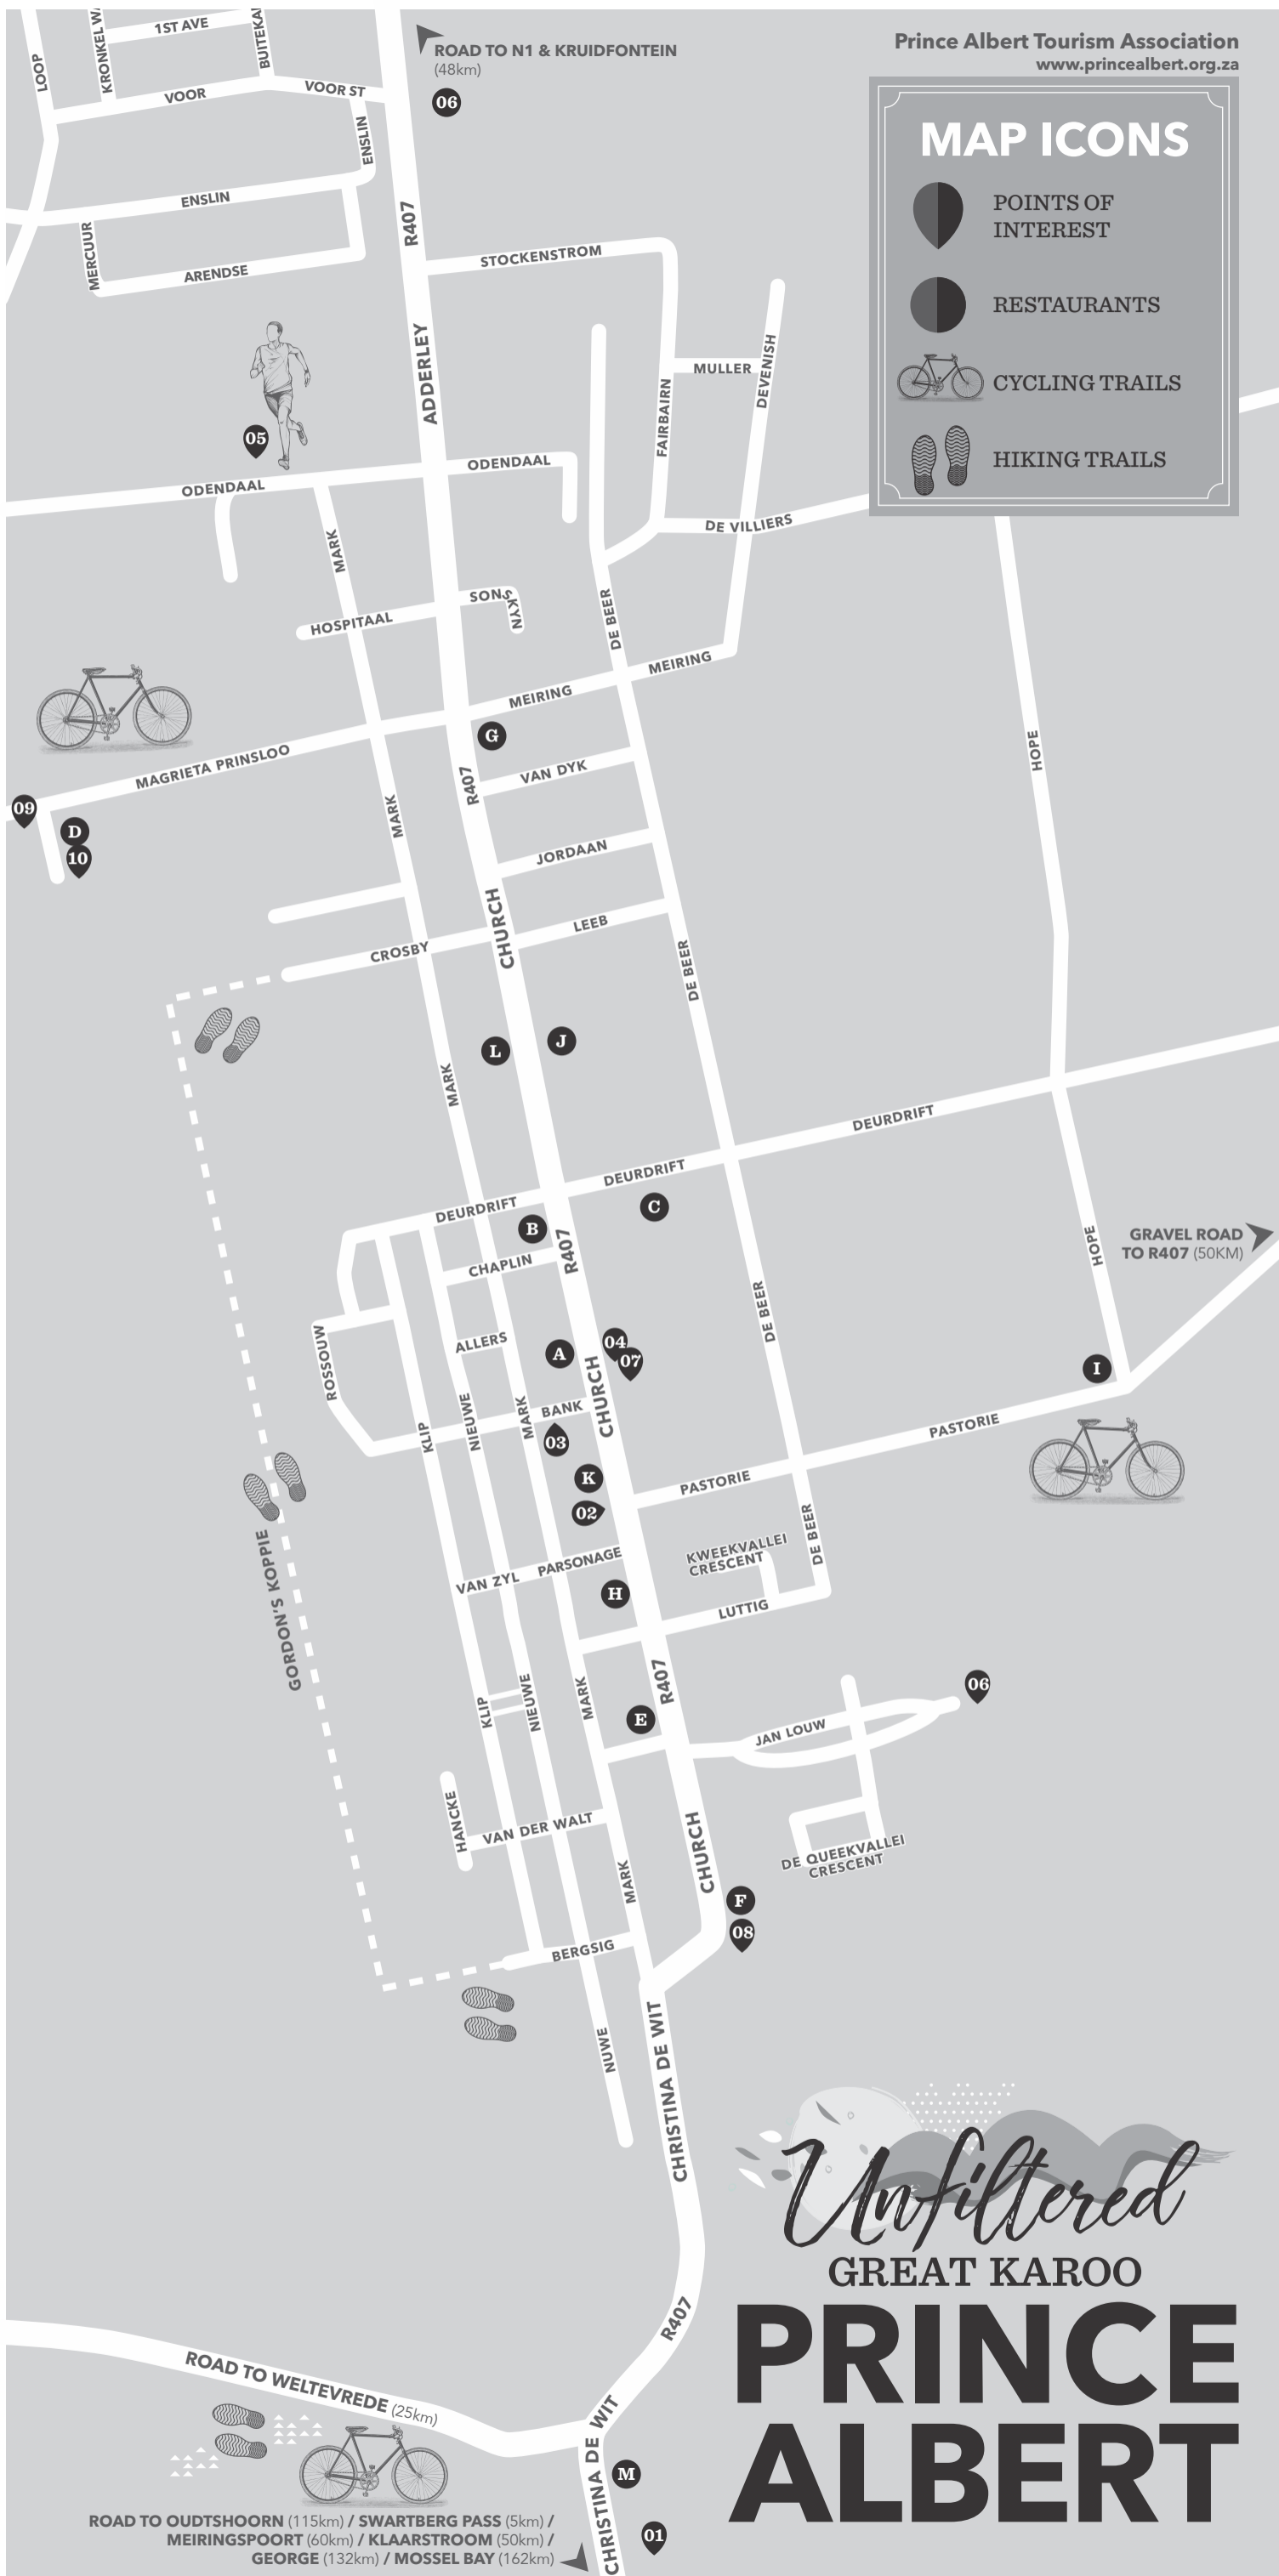 1ST AVE
LOOP
KRONKEL WA
BUITEKA
ROAD TO N1 & KRUIDFONTEIN
(48km)
06
Prince Albert Tourism Association
www.princealbert.org.za
MAP ICONS
POINTS OF
INTEREST
RESTAURANTS
CYCLING TRAILS
HIKING TRAILS
VOOR
VOOR ST
ENSLIN
ENSLIN
MERCUUR
ARENDSE
R407
STOCKENSTROM
ADDERLEY
MULLER
DEVENISH
FAIRBAIRN
05
ODENDAAL
ODENDAAL
DE VILLIERS
MARK
SONSKYN
HOSPITAAL
DE BEER
MEIRING
MEIRING
G
MAGRIETA PRINSLOO
VAN DYK
R407
HOPE
09
D
10
MARK
JORDAAN
CHURCH
LEEB
CROSBY
DE BEER
L
J
MARK
DEURDRIFT
DEURDRIFT
DEURDRIFT
C
B
R407
CHAPLIN
HOPE
GRAVEL ROAD
TO R407 (50KM)
DE BEER
ALLERS
A
04
07
ROSSOUW
I
CHURCH
BANK
MARK
NIEUWE
KLIP
03
PASTORIE
K
PASTORIE
02
DE BEER
KWEEKVALLEI
CRESCENT
PARSONAGE
VAN ZYL
H
LUTTIG
GORDON'S KOPPIE
R407
06
KLIP
NIEUWE
MARK
E
JAN LOUW
HANCKE
VAN DER WALT
CHURCH
DE QUEEKVALLEI
CRESCENT
MARK
F
08
BERGSIG
NUWE
CHRISTINA DE WIT
Unfiltered
GREAT KAROO
PRINCE
ALBERT
R407
ROAD TO WELTEVREDE (25km)
CHRISTINA DE WIT
M
01
ROAD TO OUDTSHOORN (115km) / SWARTBERG PASS (5km) /
MEIRINGSPOORT (60km) / KLAARSTROOM (50km) /
GEORGE (132km) / MOSSEL BAY (162km)